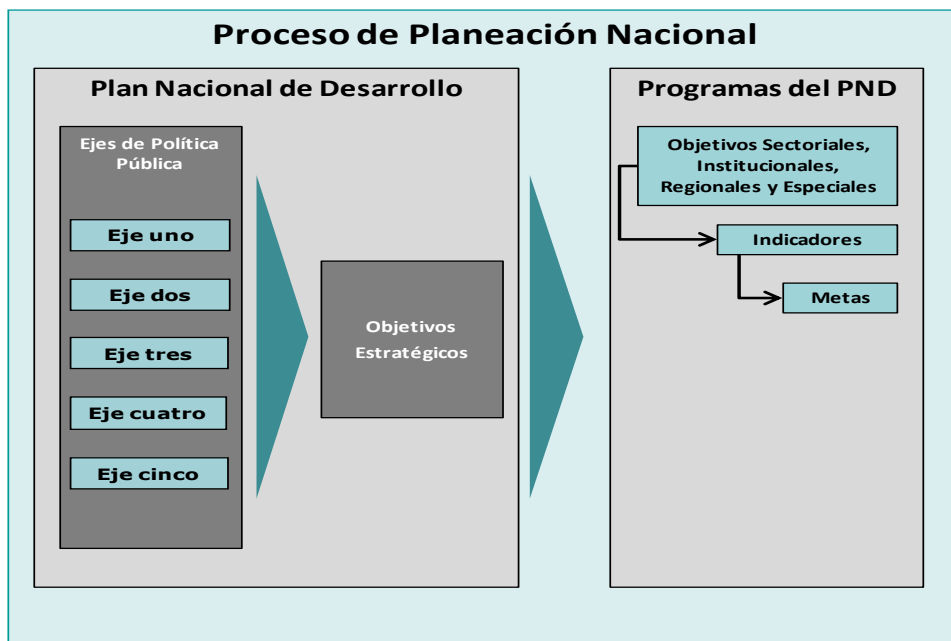 Proceso de Planeación Nacional
Plan Nacional de Desarrollo
Ejes de Política
Pública
Eje uno
Eje dos
Eje tres
Eje cuatro
Eje cinco
Objetivos
Estratégicos
Programas del PND
Objetivos Sectoriales,
Institucionales,
Regionales y Especiales
Indicadores
Metas